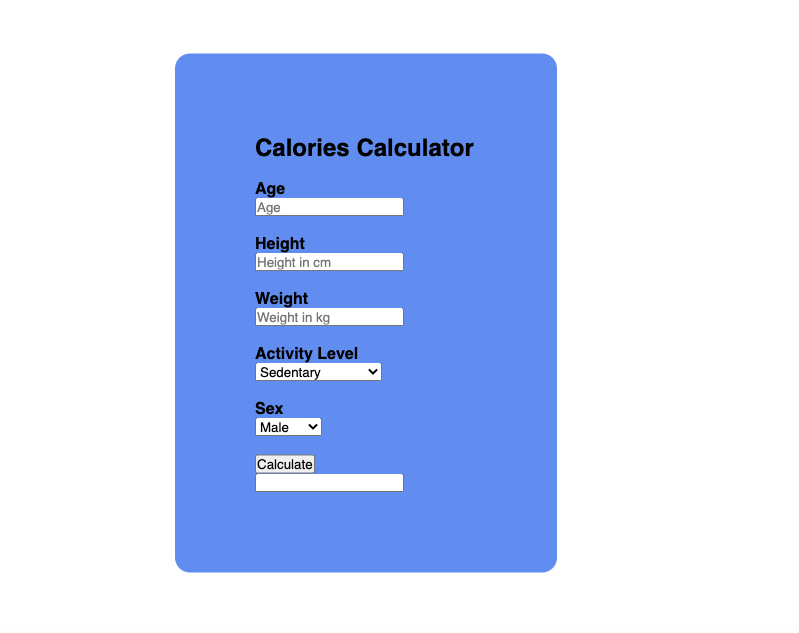 Calories Calculator
Age
Age
Height
Height in cm
Weight
Weight in kg
Activity Level
Sedentary
Sex
Male
Calculate